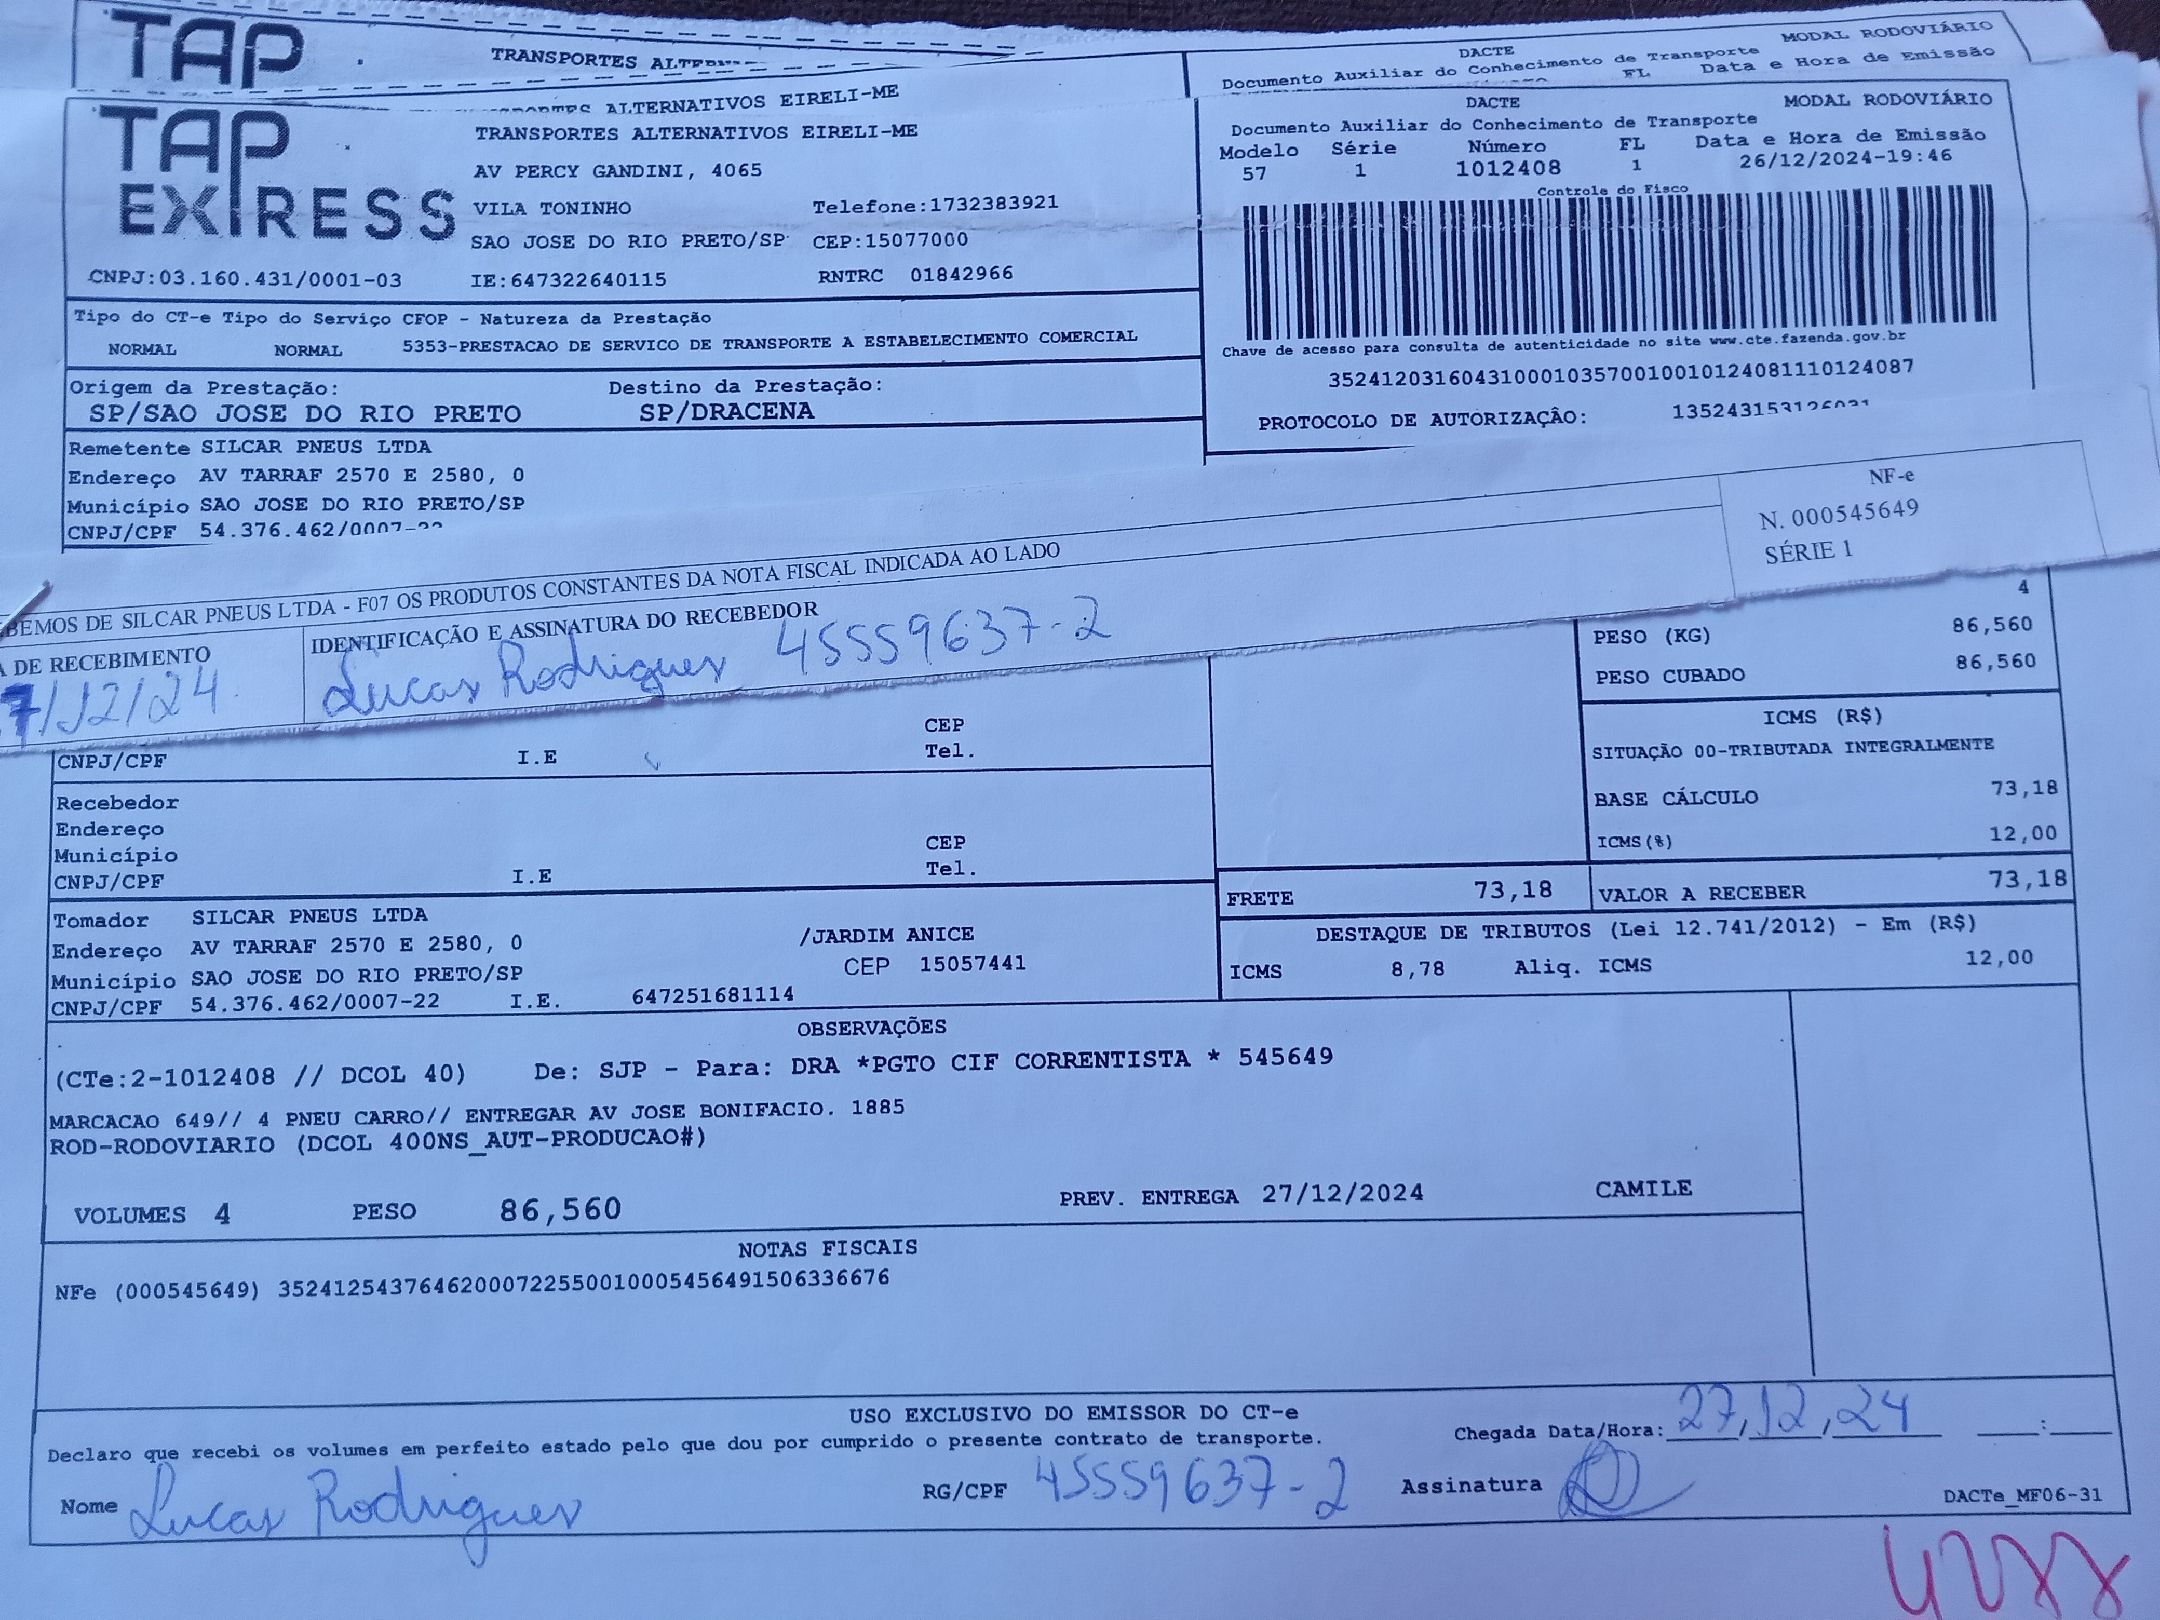 TAP
TRANSPORTES
DACTE
MODAL RODOVIÁRIO
Documento Auxiliar do Conhecimento de Transporte
FL Data e Hora de Emissão
ALTERNATIVOS EIRELI-ME
TAP EXPRESS
TRANSPORTES ALTERNATIVOS EIRELI-ME
AV PERCY GANDINI, 4065
VILA TONINHO Telefone:1732383921
SAO JOSE DO RIO PRETO/SP CEP:15077000
CNPJ:03.160.431/0001-03 IE:647322640115 RNTRC 01842966
DACTE MODAL RODOVIÁRIO
Documento Auxiliar do Conhecimento de Transporte
Modelo Série Número FL Data e Hora de Emissão
57 1 1012408 1 26/12/2024-19:46
Controle do Fisco
Chave de acesso para consulta de autenticidade no site www.cte.fazenda.gov.br
35241203160431000103570010010124081110124087
PROTOCOLO DE AUTORIZAÇÃO:
Tipo do CT-e Tipo do Serviço CFOP - Natureza da Prestação
NORMAL NORMAL 5353-PRESTACAO DE SERVICO DE TRANSPORTE A ESTABELECIMENTO COMERCIAL
Origem da Prestação: Destino da Prestação:
SP/SAO JOSE DO RIO PRETO SP/DRACENA
Remetente SILCAR PNEUS LTDA
Endereço AV TARRAF 2570 E 2580, 0
Município SAO JOSE DO RIO PRETO/SP
CNPJ/CPF 54.376.462/0007-22
NF-e
N. 000545649
SÉRIE 1
BEMOS DE SILCAR PNEUS LTDA - F07 OS PRODUTOS CONSTANTES DA NOTA FISCAL INDICADA AO LADO
A DE RECEBIMENTO IDENTIFICAÇÃO E ASSINATURA DO RECEBEDOR
7/12/24 Lucas Rodrigues 45559637-2
4
PESO (KG) 86,560
PESO CUBADO 86,560
ICMS (R$)
SITUAÇÃO 00-TRIBUTADA INTEGRALMENTE
BASE CÁLCULO 73,18
ICMS(%) 12,00
CEP
CNPJ/CPF I.E Tel.
Recebedor
Endereço
Município CEP
CNPJ/CPF I.E Tel.
FRETE 73,18 VALOR A RECEBER 73,18
DESTAQUE DE TRIBUTOS (Lei 12.741/2012) - Em (R$)
ICMS 8,78 Aliq. ICMS 12,00
Tomador SILCAR PNEUS LTDA
Endereço AV TARRAF 2570 E 2580, 0 /JARDIM ANICE
Município SAO JOSE DO RIO PRETO/SP CEP 15057441
CNPJ/CPF 54.376.462/0007-22 I.E. 647251681114
OBSERVAÇÕES
(CTe:2-1012408 // DCOL 40) De: SJP - Para: DRA *PGTO CIF CORRENTISTA * 545649
MARCACAO 649// 4 PNEU CARRO// ENTREGAR AV JOSE BONIFACIO. 1885
ROD-RODOVIARIO (DCOL 400NS_AUT-PRODUCAO#)
VOLUMES 4 PESO 86,560 PREV. ENTREGA 27/12/2024 CAMILE
NOTAS FISCAIS
NFe (000545649) 35241254376462000722550010005456491506336676
USO EXCLUSIVO DO EMISSOR DO CT-e
Declaro que recebi os volumes em perfeito estado pelo que dou por cumprido o presente contrato de transporte.
Chegada Data/Hora: 27,12,24 :
Nome Lucas Rodrigues RG/CPF 45559637-2 Assinatura
DACTe_MF06-31